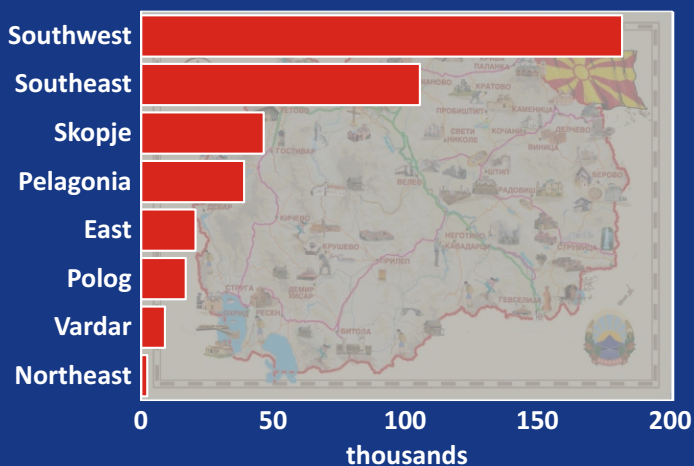 Southwest
Southeast
Skopje
Pelagonia
East
Polog
Vardar
Northeast
0 50 100 150 200
thousands
ПАЛАНКА
КРАТОВО
ПРОБИШТИП
КАМЕНИЦА
СВЕТИ
НИКОЛЕ
КОЧАНИ
ДЕЛЧЕВО
ВИНИЦА
ГОСТИВАР
ШТИП
БЕРОВО
ВЕЛЕС
РАДОВИШ
КИЧЕВО
НЕГОТИНО
КАВАДАРЦИ
СТРУМИЦА
КРУШЕВО
ПРИЛЕП
СТРУГА
ДЕМИР
ХИСАР
ГЕВГЕЛИЈА
РЕСЕН
БИТОЛА